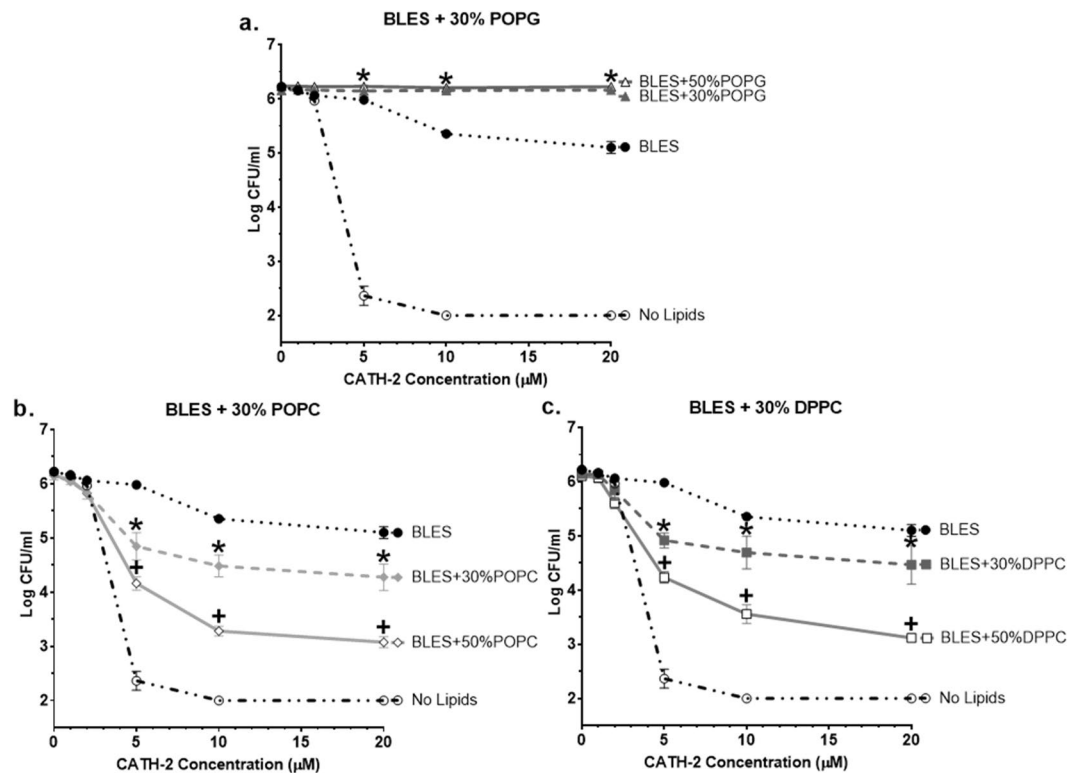 a.
BLES + 30% POPG
7
6
5
4
3
2
Log CFU/ml
* * *
BLES+50%POPG
BLES+30%POPG
BLES
No Lipids
0 5 10 15 20
CATH-2 Concentration (μM)
b.
BLES + 30% POPC
7
6
5
4
3
2
Log CFU/ml
* * *
+ + +
BLES
BLES+30%POPC
BLES+50%POPC
No Lipids
0 5 10 15 20
CATH-2 Concentration (μM)
c.
BLES + 30% DPPC
7
6
5
4
3
2
Log CFU/ml
* * *
+ + +
BLES
BLES+30%DPPC
BLES+50%DPPC
No Lipids
0 5 10 15 20
CATH-2 Concentration (μM)